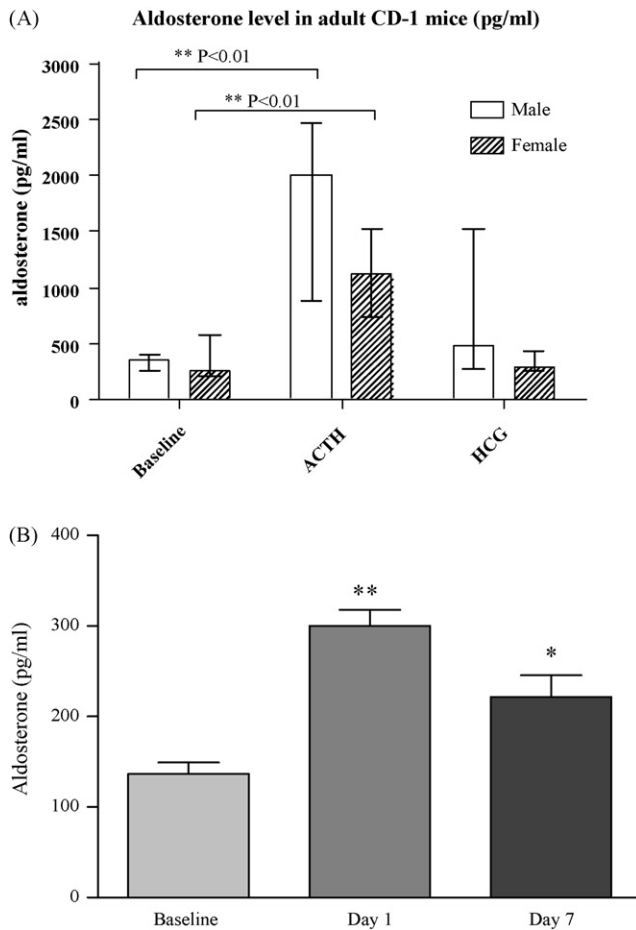 (A)
Aldosterone level in adult CD-1 mice (pg/ml)
** P<0.01
** P<0.01
Male
Female
aldosterone (pg/ml)
3000
2500
2000
1500
1000
500
0
Baseline
ACTH
HCG
(B)
Aldosterone (pg/ml)
400
300
200
100
0
**
*
Baseline
Day 1
Day 7